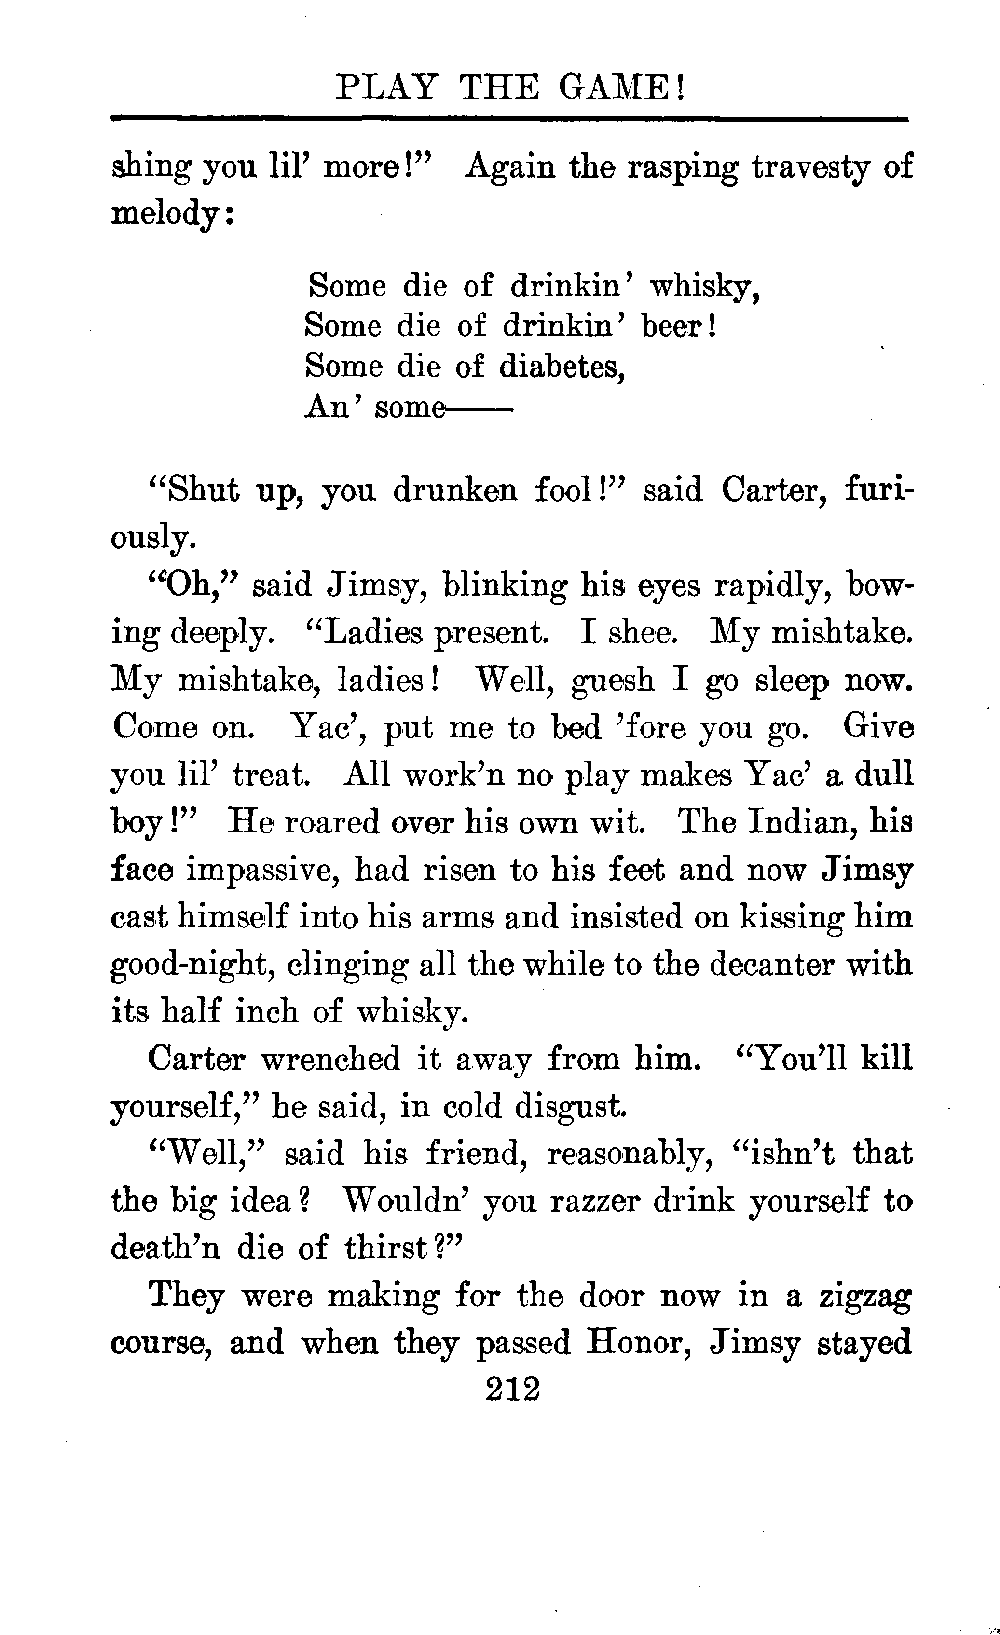 PLAY THE GAME!
shing you lil’ more!” Again the rasping travesty of
melody:
Some die of drinkin’ whisky,
Some die of drinkin’ beer!
Some die of diabetes,
An’ some——
“Shut up, you drunken fool!” said Carter, furi-
ously.
“Oh,” said Jimsy, blinking his eyes rapidly, bow-
ing deeply. “Ladies present. I shee. My mishtake.
My mishtake, ladies! Well, guesh I go sleep now.
Come on. Yac’, put me to bed ’fore you go. Give
you lil’ treat. All work’n no play makes Yac’ a dull
boy!” He roared over his own wit. The Indian, his
face impassive, had risen to his feet and now Jimsy
cast himself into his arms and insisted on kissing him
good-night, clinging all the while to the decanter with
its half inch of whisky.
Carter wrenched it away from him. “You’ll kill
yourself,” he said, in cold disgust.
“Well,” said his friend, reasonably, “ishn’t that
the big idea? Wouldn’ you razzer drink yourself to
death’n die of thirst?”
They were making for the door now in a zigzag
course, and when they passed Honor, Jimsy stayed
212